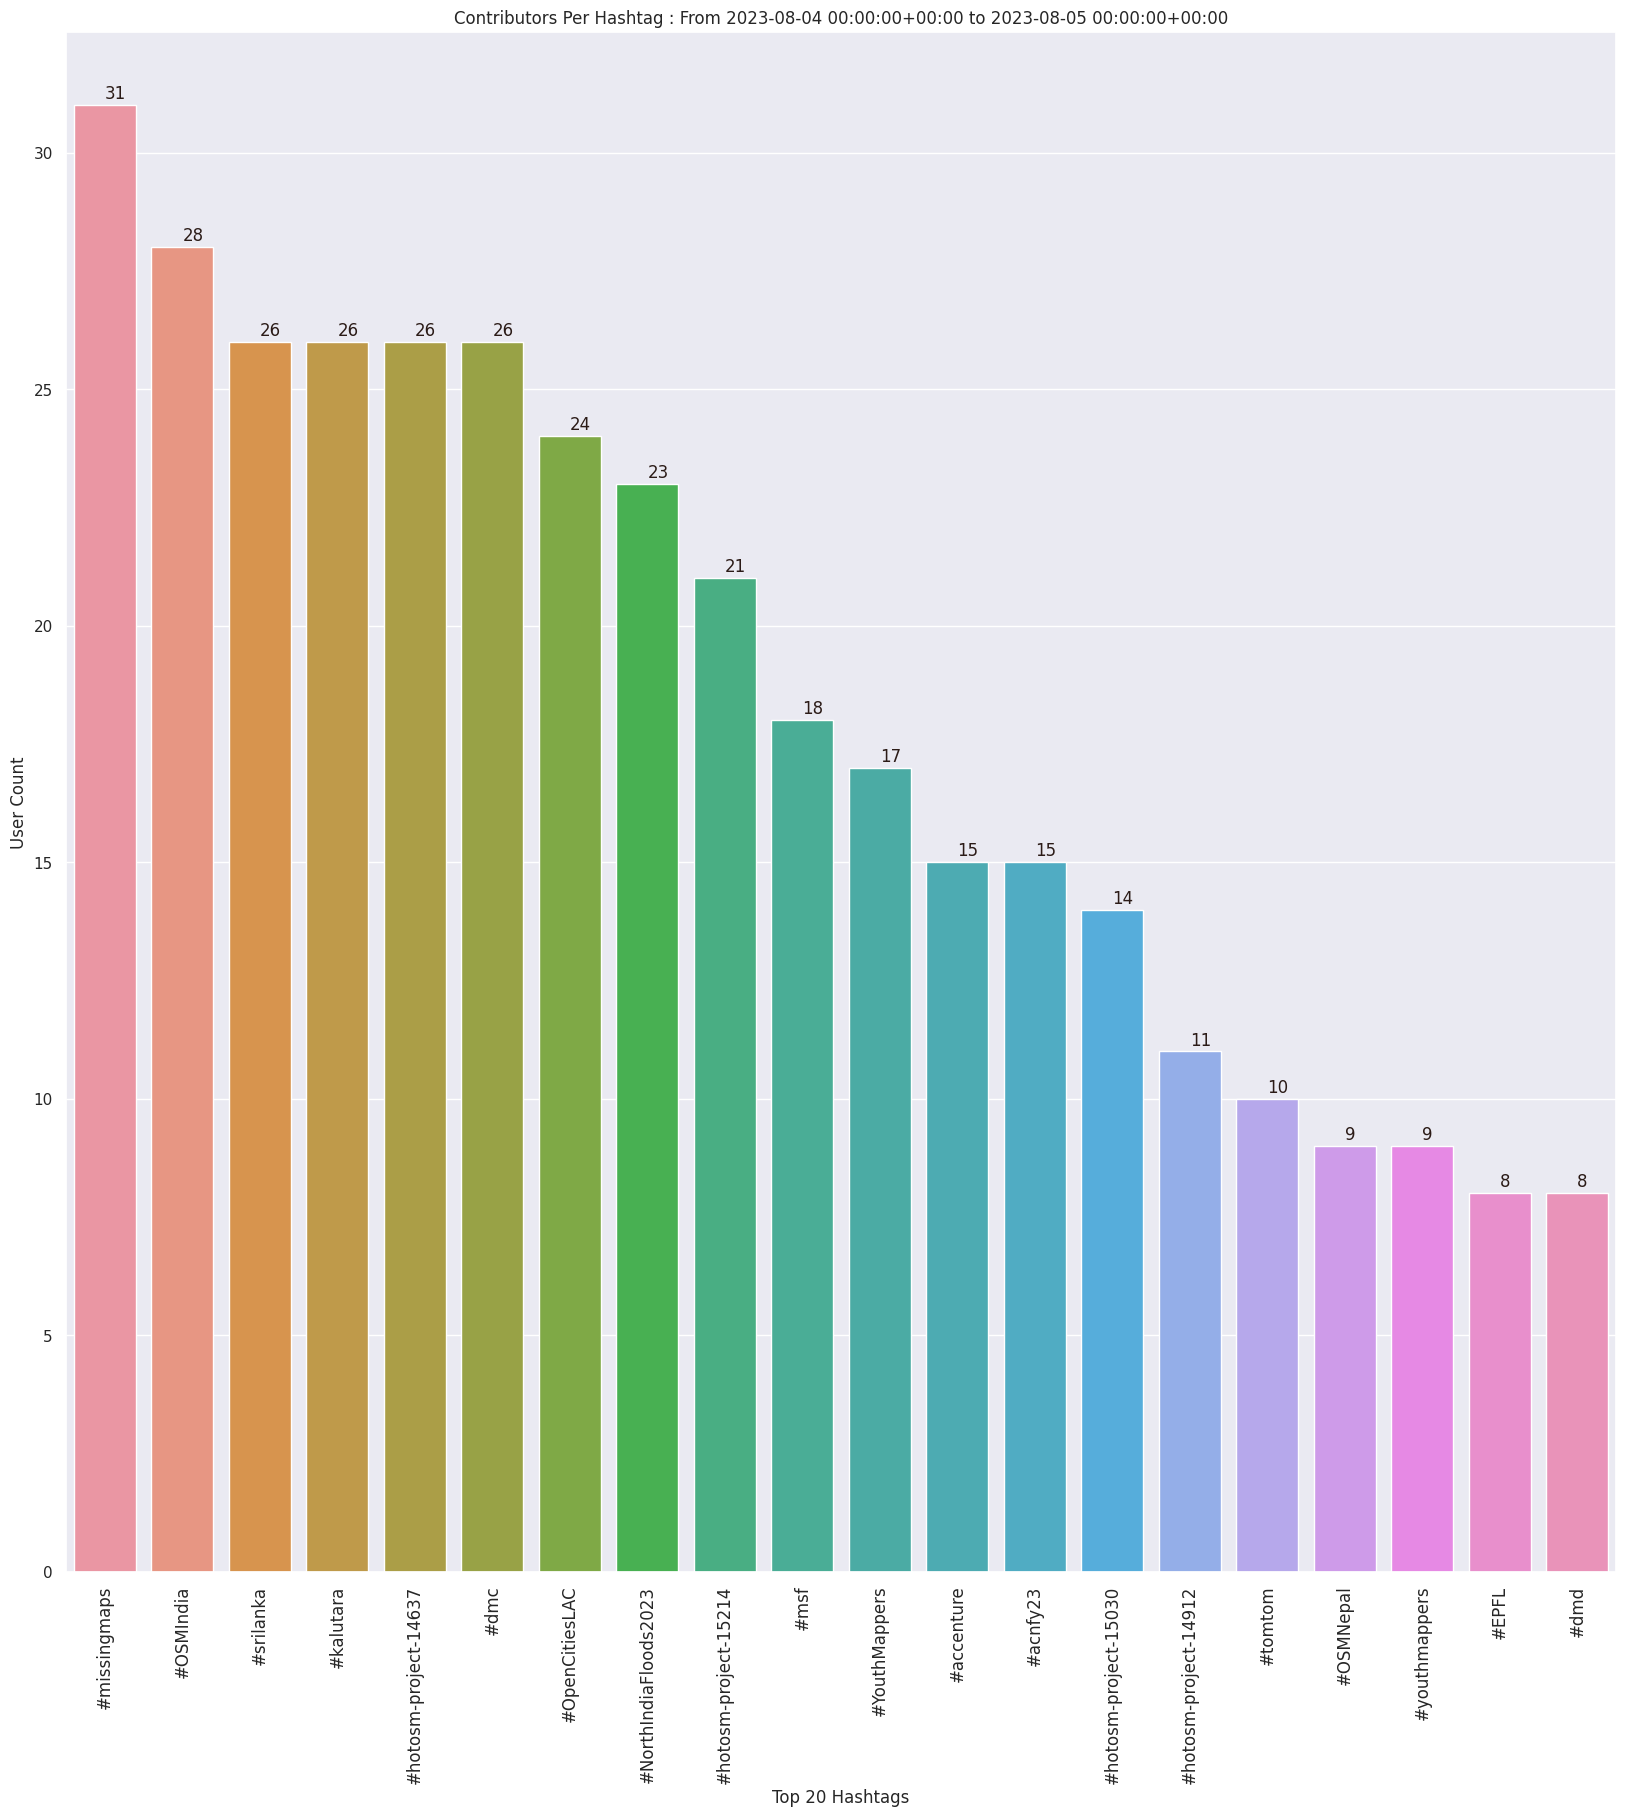 Contributors Per Hashtag : From 2023-08-04 00:00:00+00:00 to 2023-08-05 00:00:00+00:00
31
28
26
26
26
26
24
23
21
18
17
15
15
14
11
10
9
9
8
8
30
25
20
15
10
5
0
User Count
#missingmaps
#OSMIndia
#srilanka
#kalutara
#hotosm-project-14637
#dmc
#OpenCitiesLAC
#NorthIndiaFloods2023
#hotosm-project-15214
#msf
#YouthMappers
#accenture
#acnfy23
#hotosm-project-15030
#hotosm-project-14912
#tomtom
#OSMNepal
#youthmappers
#EPFL
#dmd
Top 20 Hashtags